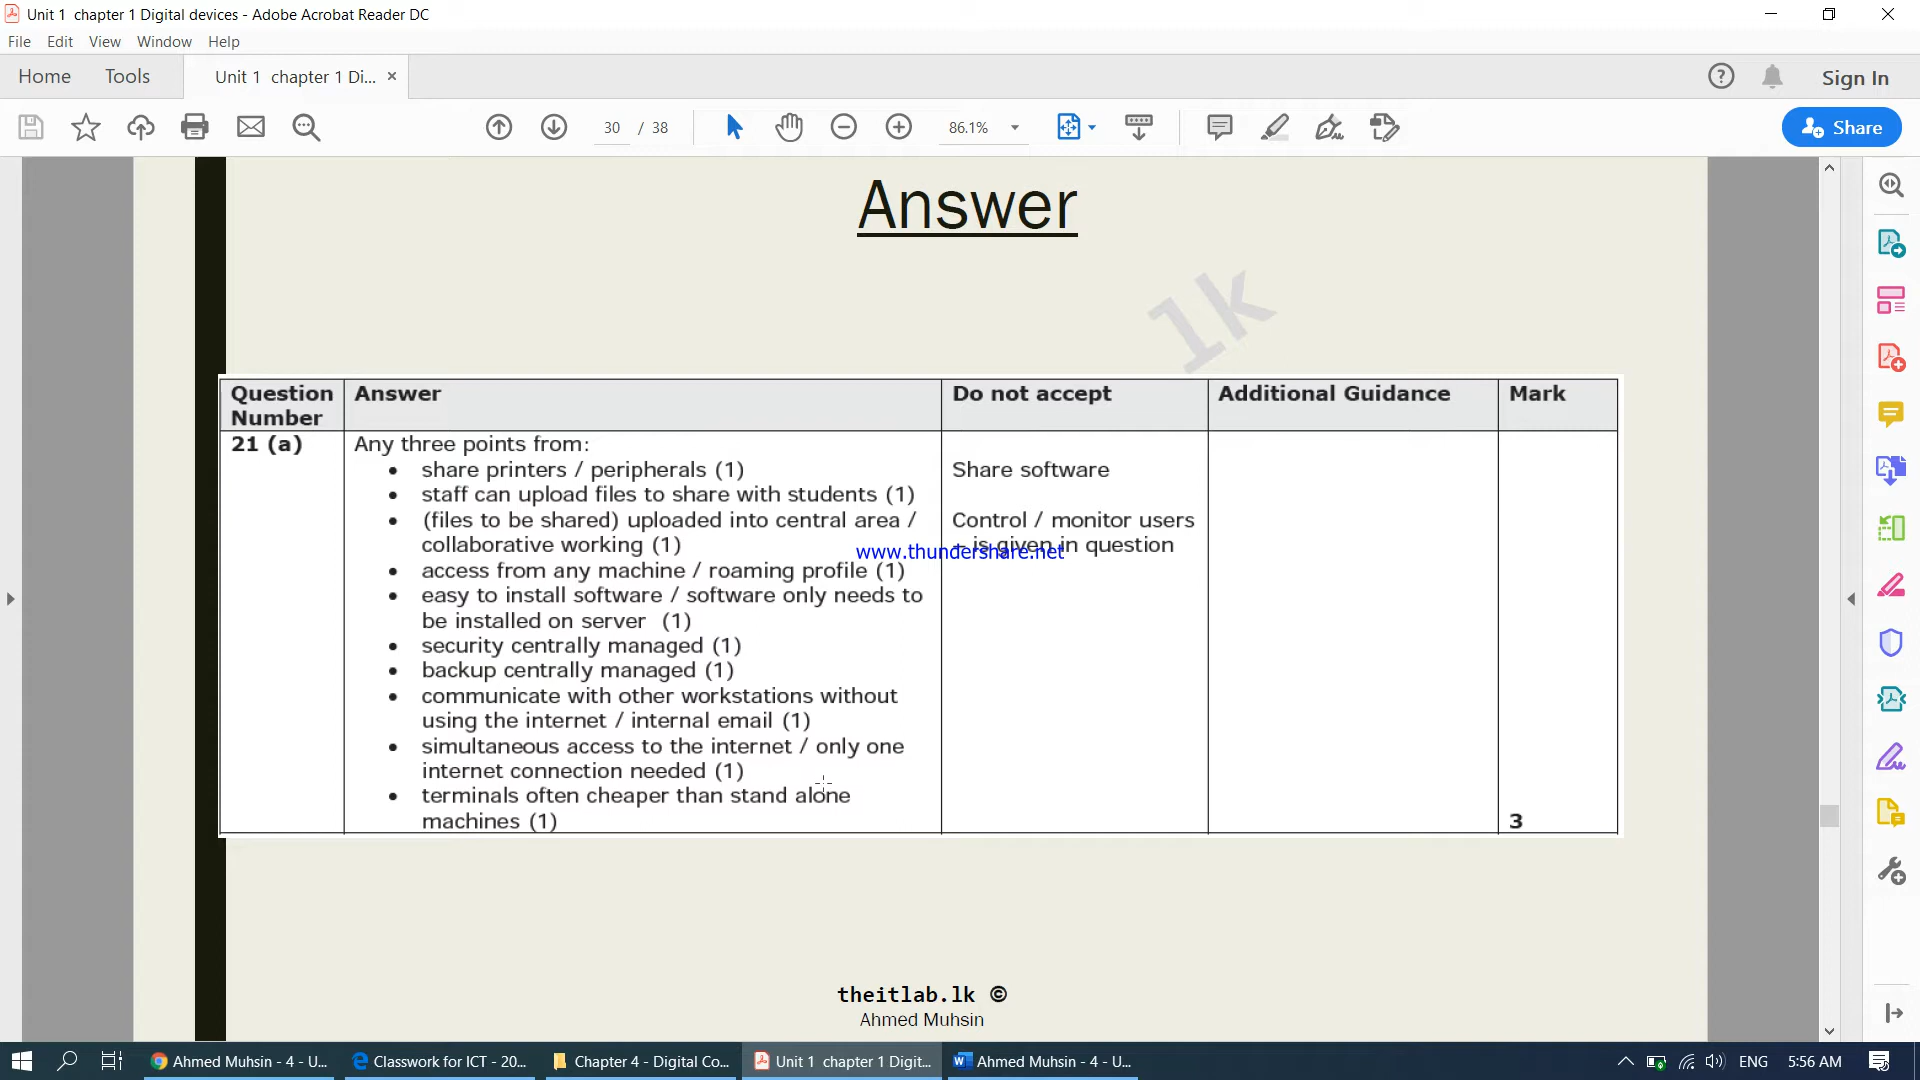 Unit 1  chapter 1 Digital devices - Adobe Acrobat Reader DC
File Edit View Window Help
Home Tools Unit 1  chapter 1 Di... × Sign In
30 / 38 86.1% Share
Answer
lk
Question Number Answer Do not accept Additional Guidance Mark
21 (a) Any three points from:
• share printers / peripherals (1) Share software
• staff can upload files to share with students (1)
• (files to be shared) uploaded into central area / Control / monitor users
collaborative working (1) – is given in question
www.thundershare.net
• access from any machine / roaming profile (1)
• easy to install software / software only needs to
be installed on server  (1)
• security centrally managed (1)
• backup centrally managed (1)
• communicate with other workstations without
using the internet / internal email (1)
• simultaneous access to the internet / only one
internet connection needed (1)
• terminals often cheaper than stand alone
machines (1) 3
theitlab.lk ©
Ahmed Muhsin
Ahmed Muhsin - 4 - U... Classwork for ICT - 20... Chapter 4 - Digital Co... Unit 1  chapter 1 Digit... Ahmed Muhsin - 4 - U... ENG 5:56 AM